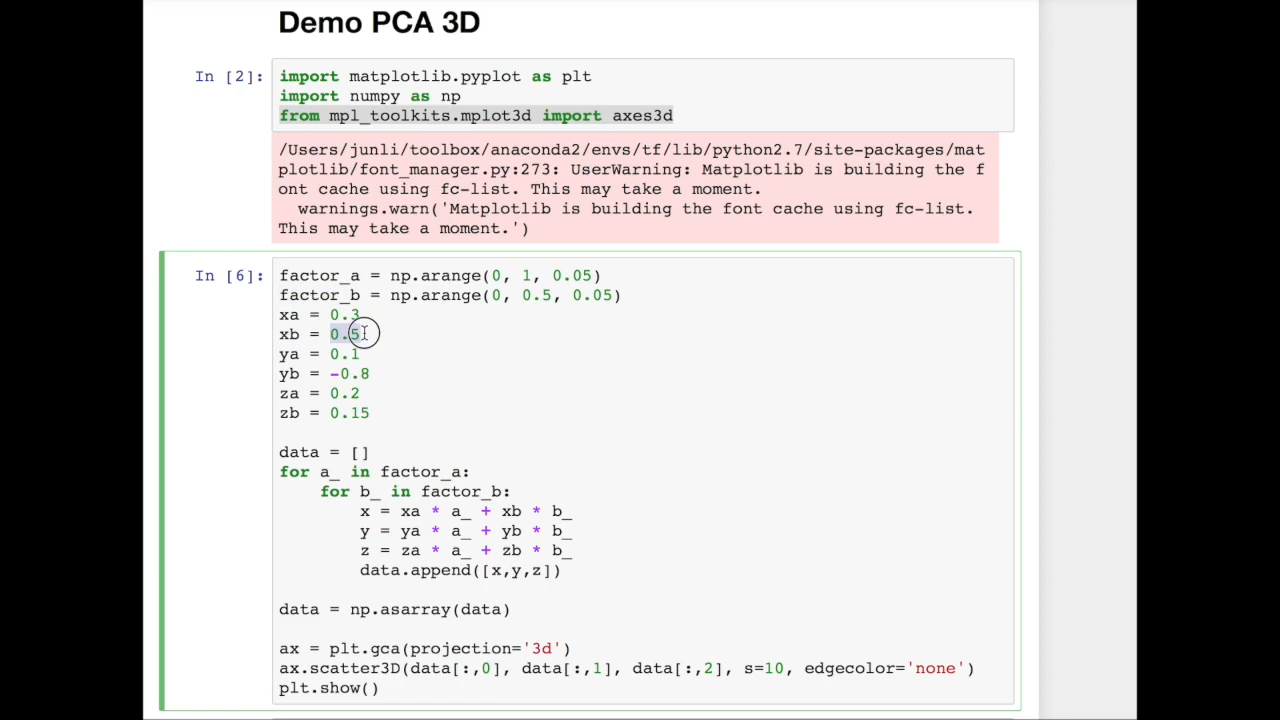 Demo PCA 3D
In [2]: import matplotlib.pyplot as plt
import numpy as np
from mpl_toolkits.mplot3d import axes3d
/Users/junli/toolbox/anaconda2/envs/tf/lib/python2.7/site-packages/mat
plotlib/font_manager.py:273: UserWarning: Matplotlib is building the f
ont cache using fc-list. This may take a moment.
  warnings.warn('Matplotlib is building the font cache using fc-list.
This may take a moment.')
In [6]: factor_a = np.arange(0, 1, 0.05)
factor_b = np.arange(0, 0.5, 0.05)
xa = 0.3
xb = 0.5
ya = 0.1
yb = -0.8
za = 0.2
zb = 0.15
data = []
for a_ in factor_a:
    for b_ in factor_b:
        x = xa * a_ + xb * b_
        y = ya * a_ + yb * b_
        z = za * a_ + zb * b_
        data.append([x,y,z])
data = np.asarray(data)
ax = plt.gca(projection='3d')
ax.scatter3D(data[:,0], data[:,1], data[:,2], s=10, edgecolor='none')
plt.show()